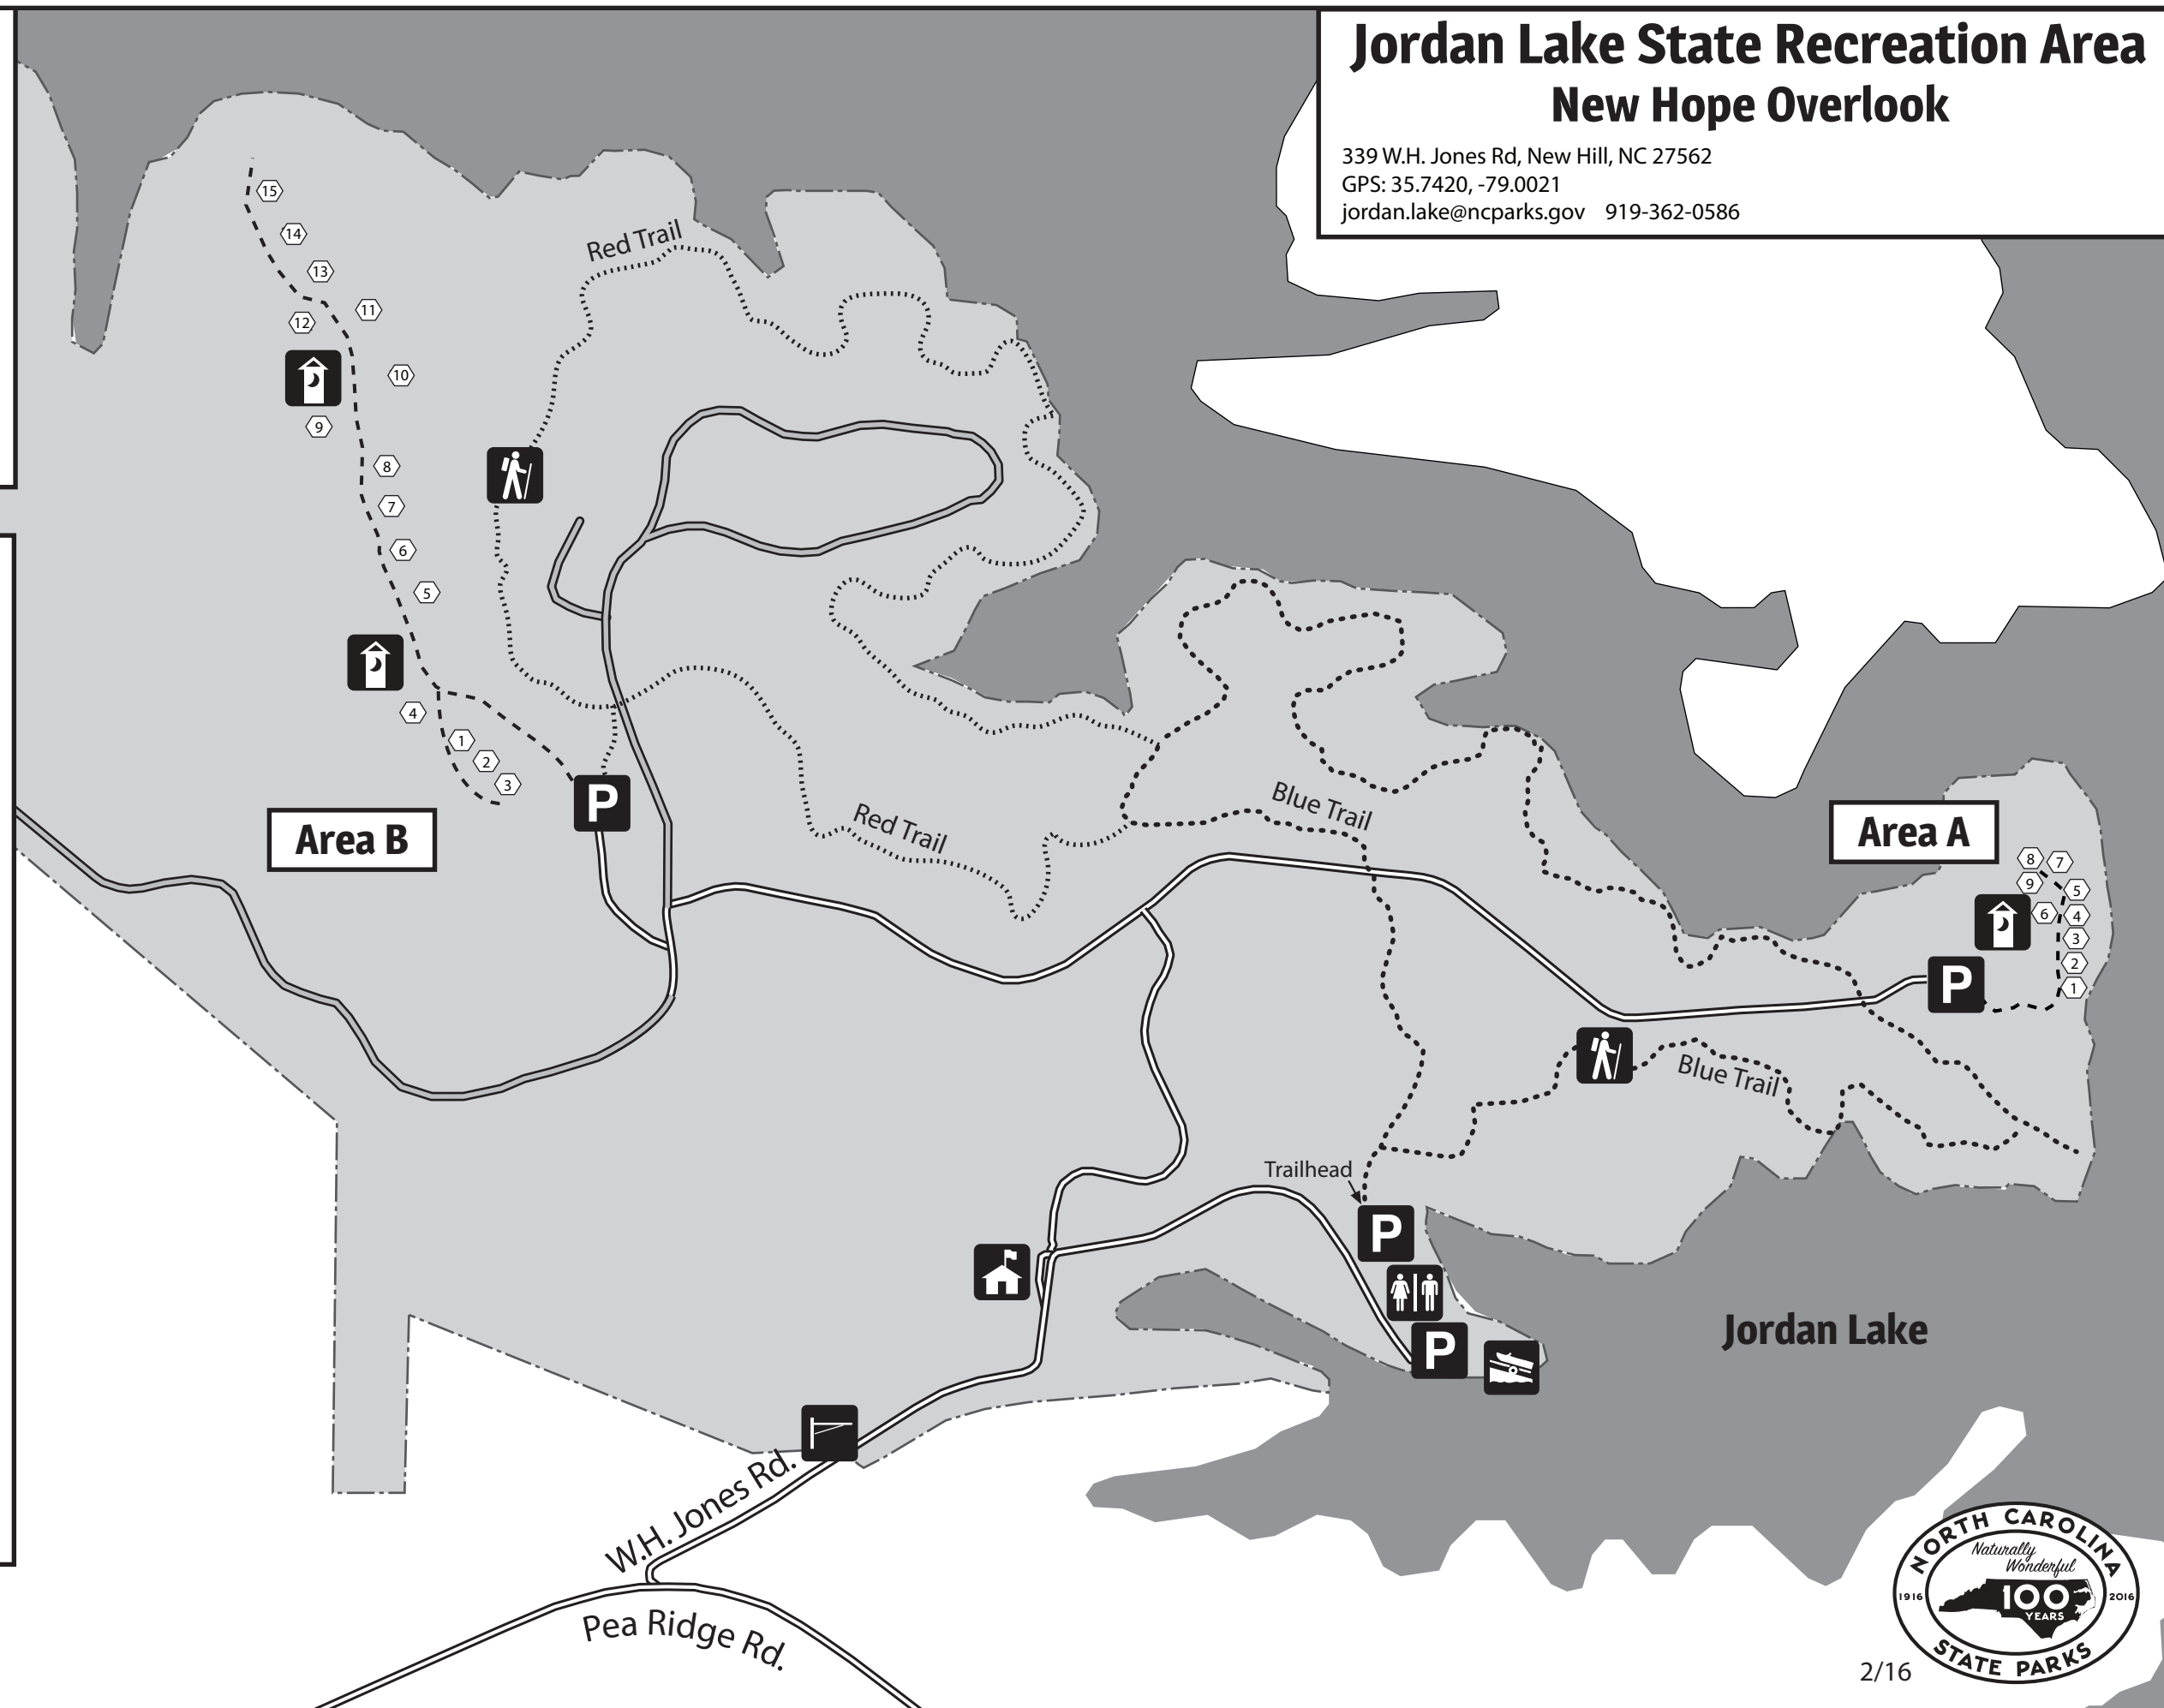 Jordan Lake State Recreation Area
New Hope Overlook
339 W.H. Jones Rd, New Hill, NC 27562
GPS: 35.7420, -79.0021
jordan.lake@ncparks.gov 919-362-0586
15
14
13
11
12
10
9
8
7
6
5
4
1
2
3
Red Trail
Area B
P
Red Trail
Blue Trail
Area A
8
7
9
5
6
4
3
2
1
P
Blue Trail
Trailhead
P
P
Jordan Lake
W.H. Jones Rd.
Pea Ridge Rd.
NORTH CAROLINA
Naturally
Wonderful
1916
100
YEARS
2016
STATE PARKS
2/16